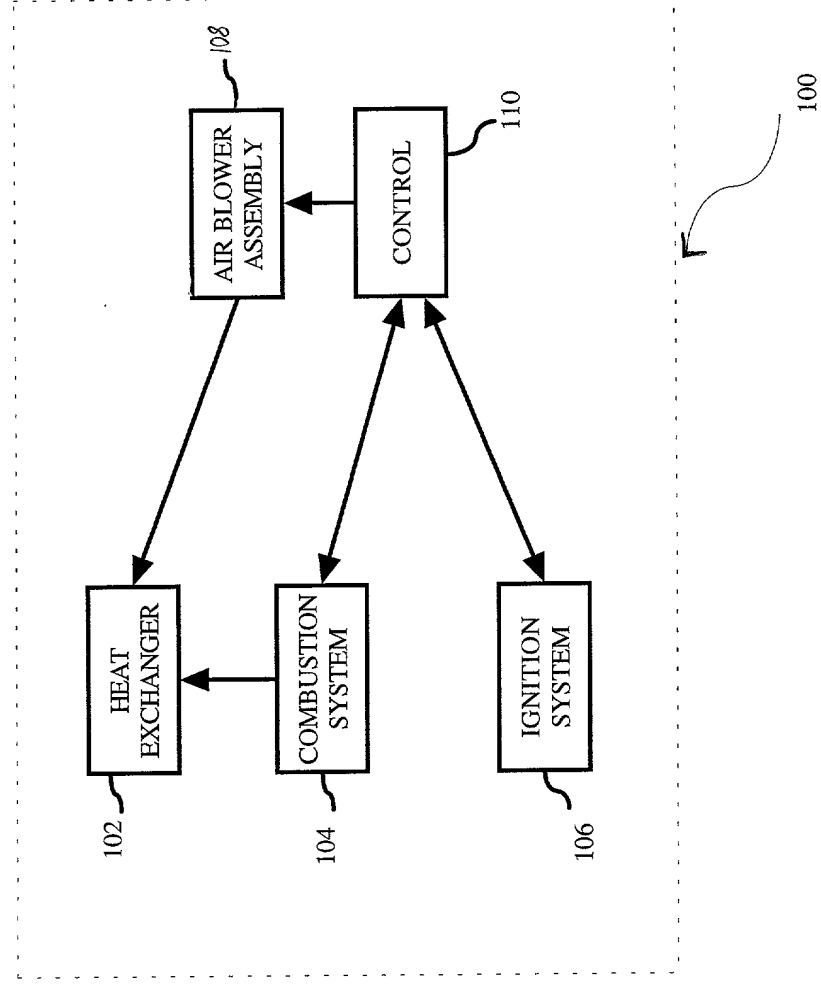 102
HEAT
EXCHANGER
104
COMBUSTION
SYSTEM
106
IGNITION
SYSTEM
108
AIR BLOWER
ASSEMBLY
110
CONTROL
100